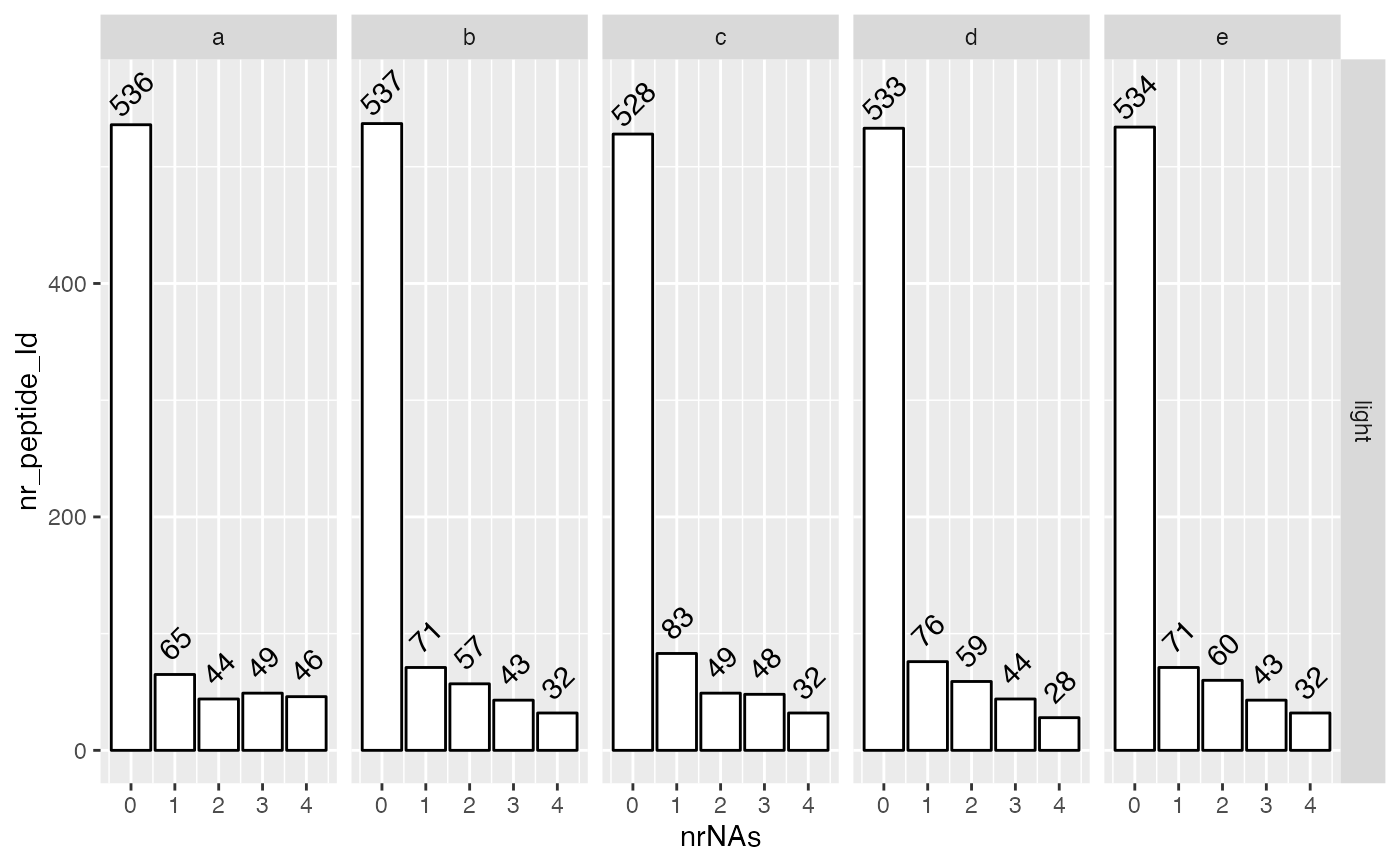 a b c d e
536 537 528 533 534
400
200
65 44 49 46 71 57 43 32 83 49 48 32 76 59 44 28 71 60 43 32
0
0 1 2 3 4 0 1 2 3 4 0 1 2 3 4 0 1 2 3 4 0 1 2 3 4
nrNAs
nr_peptide_Id
light